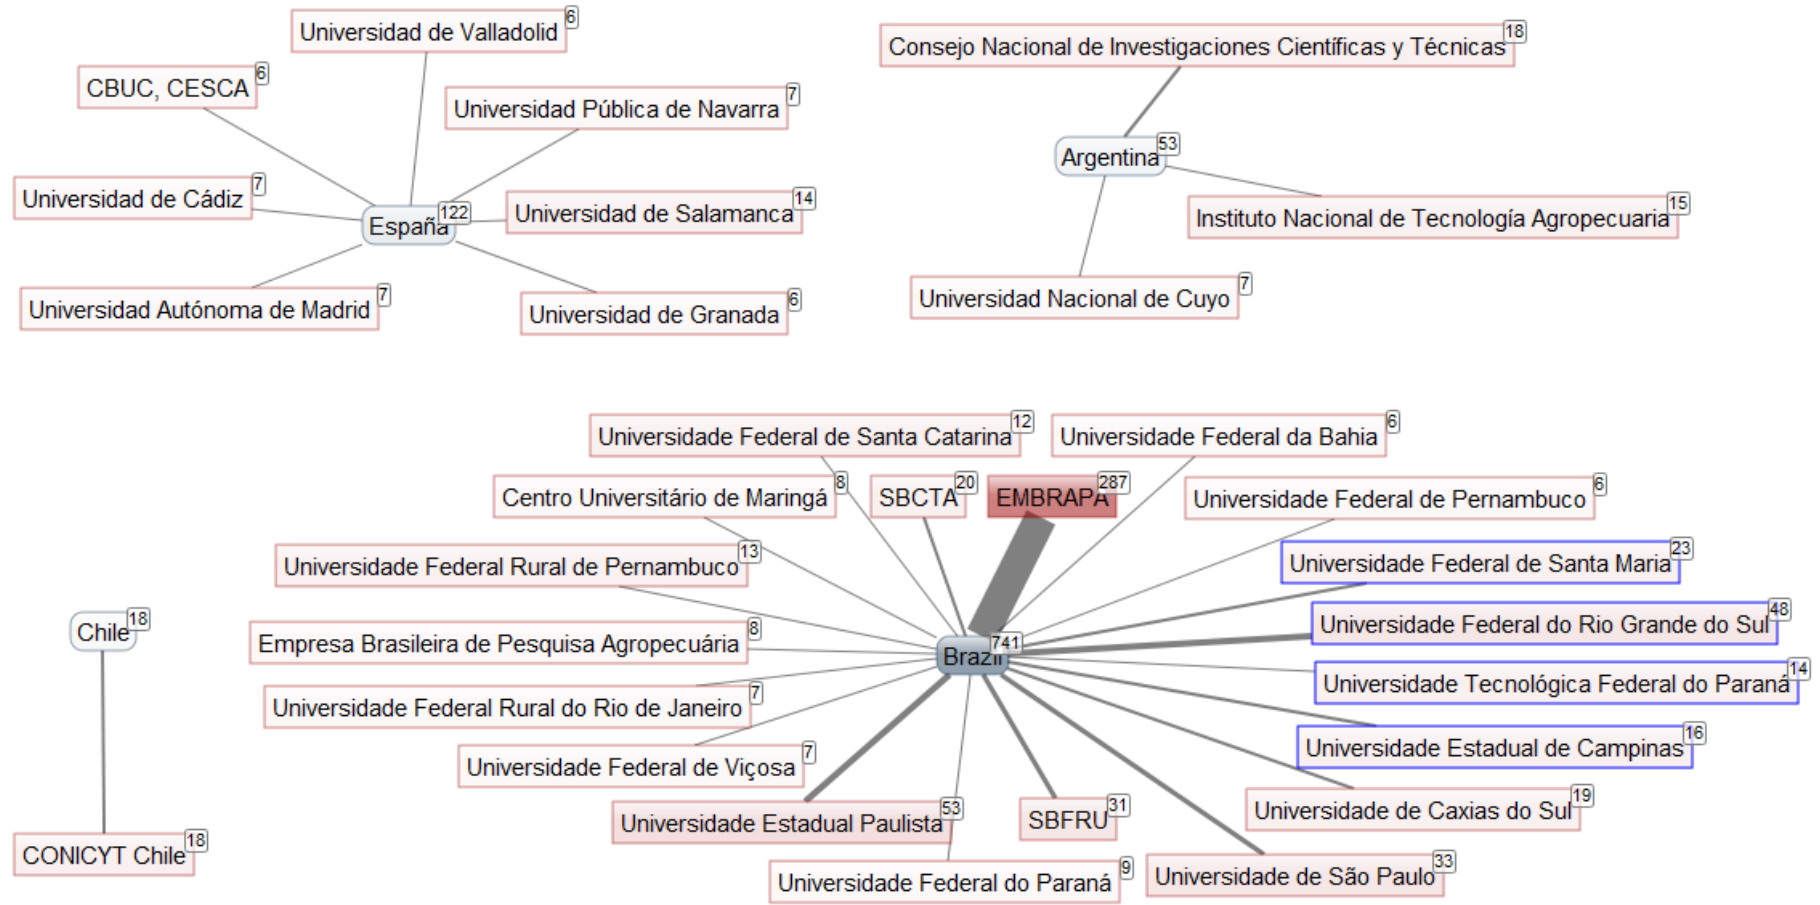 Universidad de Valladolid 6
CBUC, CESCA 6
Universidad Pública de Navarra 7
Universidad de Cádiz 7
España 122
Universidad de Salamanca 14
Universidad Autónoma de Madrid 7
Universidad de Granada 6
Consejo Nacional de Investigaciones Científicas y Técnicas 18
Argentina 53
Instituto Nacional de Tecnología Agropecuaria 15
Universidad Nacional de Cuyo 7
Universidade Federal de Santa Catarina 12
Universidade Federal da Bahia 6
Centro Universitário de Maringá 8
SBCTA 20
EMBRAPA 287
Universidade Federal de Pernambuco 6
Universidade Federal Rural de Pernambuco 13
Universidade Federal de Santa Maria 23
Chile 18
Empresa Brasileira de Pesquisa Agropecuária 8
Brazil 741
Universidade Federal do Rio Grande do Sul 48
Universidade Tecnológica Federal do Paraná 14
Universidade Federal Rural do Rio de Janeiro 7
Universidade Federal de Viçosa 7
Universidade Estadual de Campinas 16
Universidade Estadual Paulista 53
SBFRU 31
Universidade de Caxias do Sul 19
CONICYT Chile 18
Universidade Federal do Paraná 9
Universidade de São Paulo 33